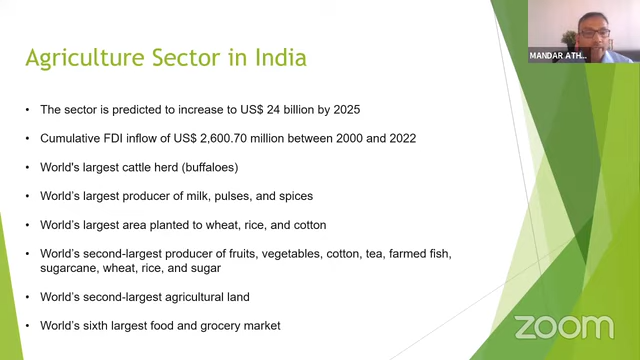 MANDAR ATH...
Agriculture Sector in India
• The sector is predicted to increase to US$ 24 billion by 2025
• Cumulative FDI inflow of US$ 2,600.70 million between 2000 and 2022
• World's largest cattle herd (buffaloes)
• World's largest producer of milk, pulses, and spices
• World's largest area planted to wheat, rice, and cotton
• World's second-largest producer of fruits, vegetables, cotton, tea, farmed fish,
sugarcane, wheat, rice, and sugar
• World's second-largest agricultural land
• World's sixth largest food and grocery market
zoom